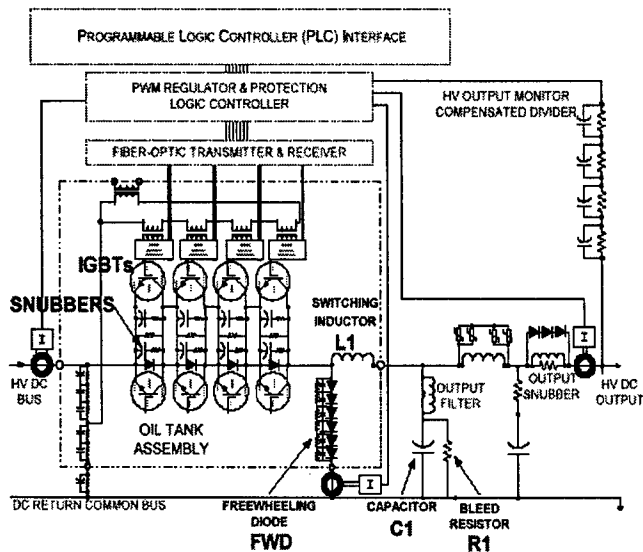 PROGRAMMABLE LOGIC CONTROLLER (PLC) INTERFACE
PWM REGULATOR & PROTECTION
LOGIC CONTROLLER
HV OUTPUT MONITOR
COMPENSATED DIVIDER
FIBER-OPTIC TRANSMITTER & RECEIVER
IGBTs
SNUBBERS
SWITCHING
INDUCTOR
L1
I
I
HV DC
BUS
OUTPUT
FILTER
OUTPUT
SNUBBER
HV DC
OUTPUT
OIL TANK
ASSEMBLY
I
DC RETURN COMMON BUS
FREEWHEELING
DIODE
FWD
CAPACITOR
C1
BLEED
RESISTOR
R1